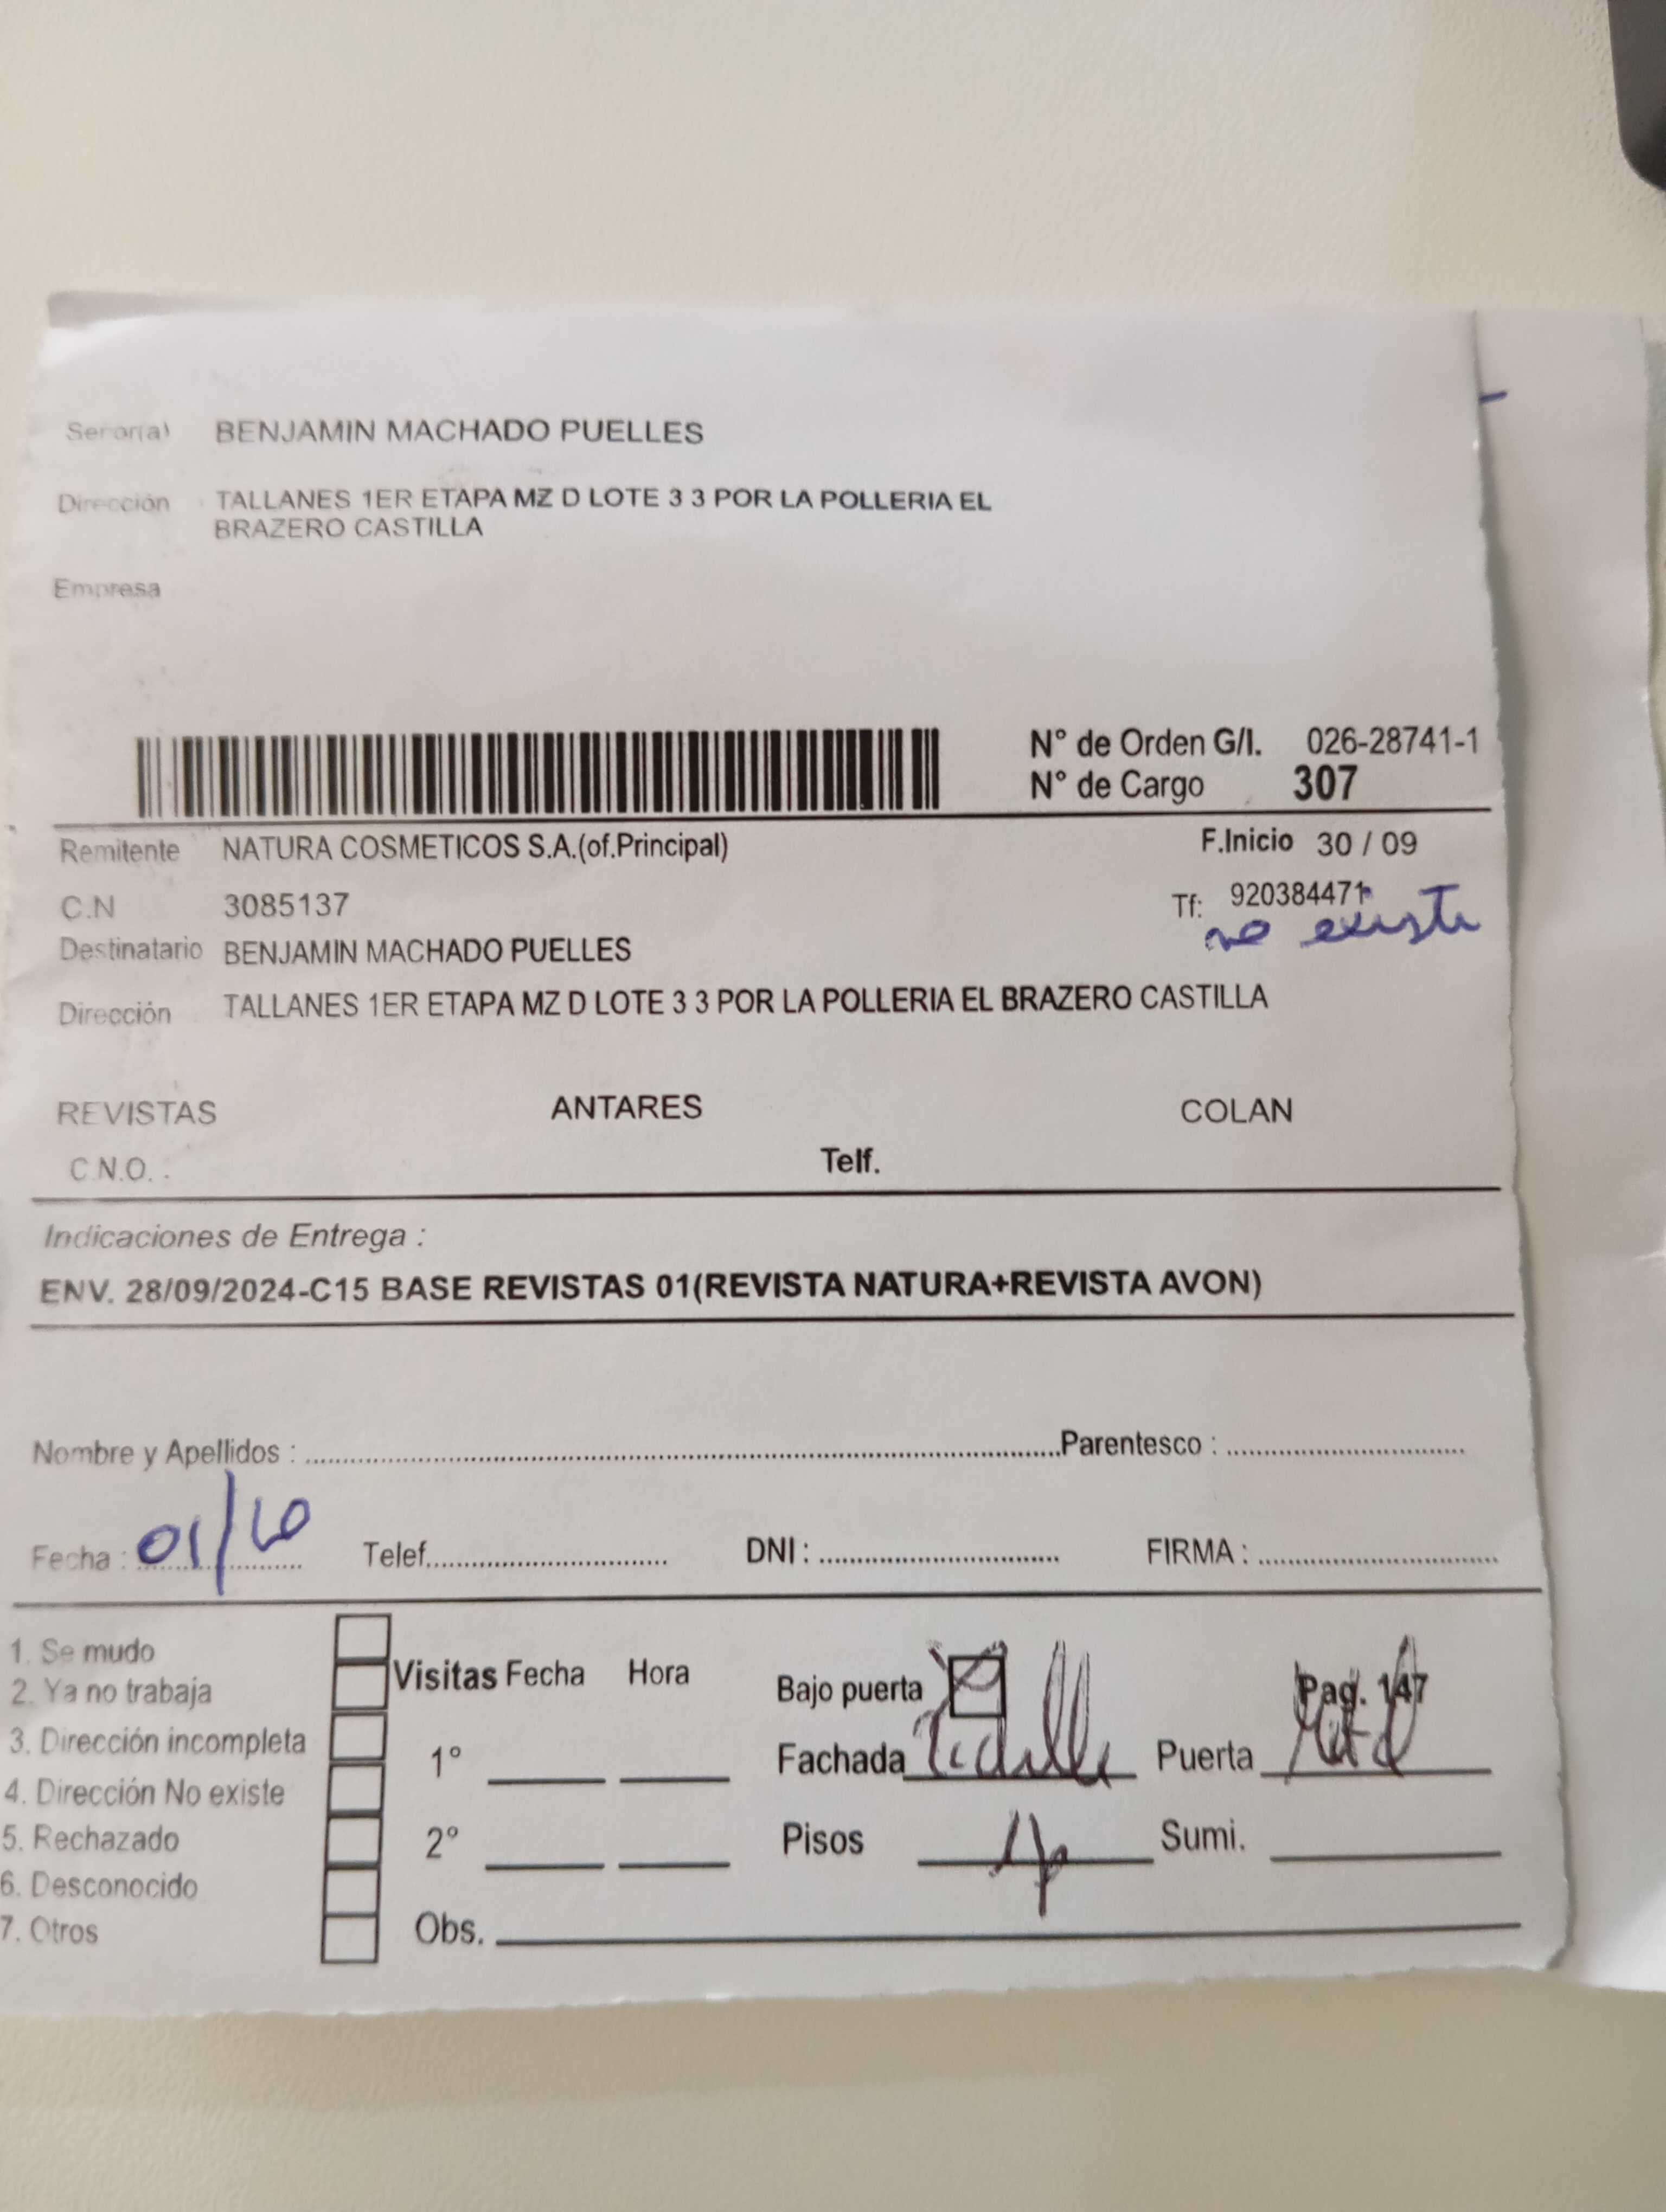 Señor(a) BENJAMIN MACHADO PUELLES
Dirección TALLANES 1ER ETAPA MZ D LOTE 3 3 POR LA POLLERIA EL
BRAZERO CASTILLA
Empresa
N° de Orden G/I. 026-28741-1
N° de Cargo 307
Remitente NATURA COSMETICOS S.A.(of.Principal) F.Inicio 30 / 09
C.N 3085137 Tf: 920384471
no existe
Destinatario BENJAMIN MACHADO PUELLES
Dirección TALLANES 1ER ETAPA MZ D LOTE 3 3 POR LA POLLERIA EL BRAZERO CASTILLA
REVISTAS ANTARES COLAN
C.N.O. : Telf.
Indicaciones de Entrega :
ENV. 28/09/2024-C15 BASE REVISTAS 01(REVISTA NATURA+REVISTA AVON)
Nombre y Apellidos : Parentesco :
Fecha : 01/10 Telef. DNI : FIRMA :
1. Se mudo
2. Ya no trabaja
3. Dirección incompleta
4. Dirección No existe
5. Rechazado
6. Desconocido
7. Otros
Visitas Fecha Hora
1°
2°
Obs.
Bajo puerta Pag. 147
Fachada Puerta
Pisos Sumi.